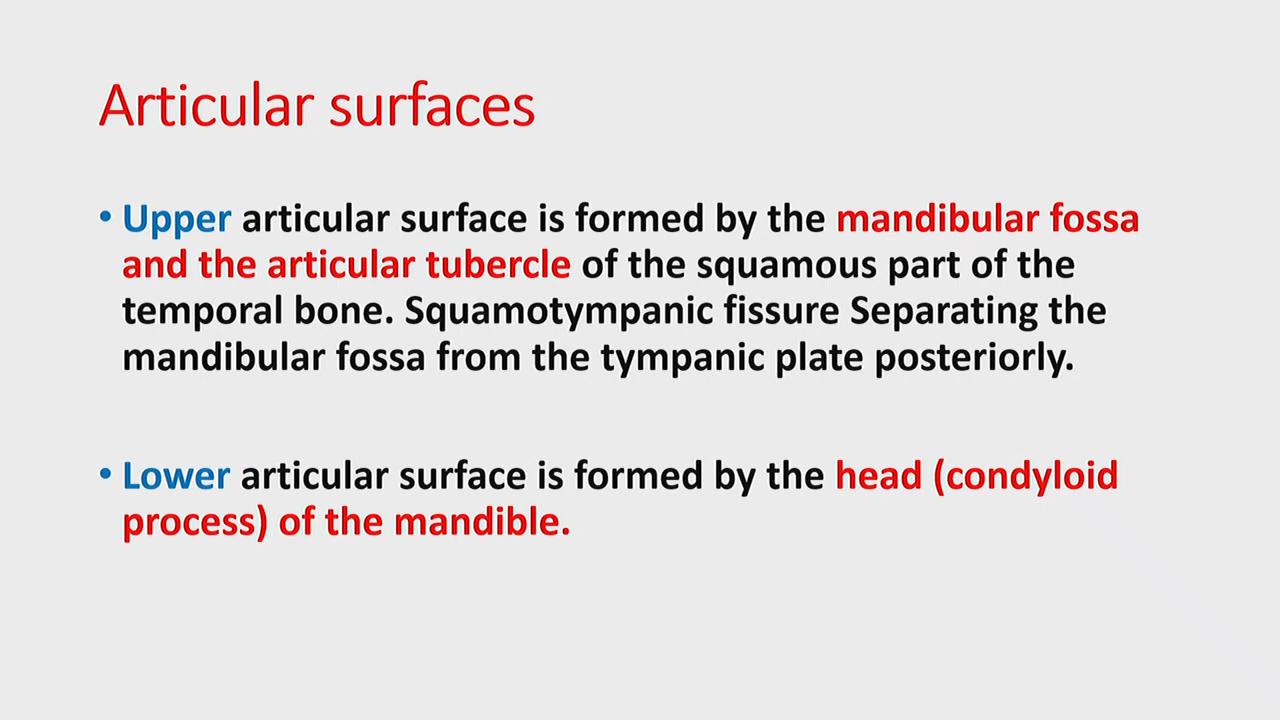 Articular surfaces
• Upper articular surface is formed by the mandibular fossa
and the articular tubercle of the squamous part of the
temporal bone. Squamotympanic fissure Separating the
mandibular fossa from the tympanic plate posteriorly.
• Lower articular surface is formed by the head (condyloid
process) of the mandible.